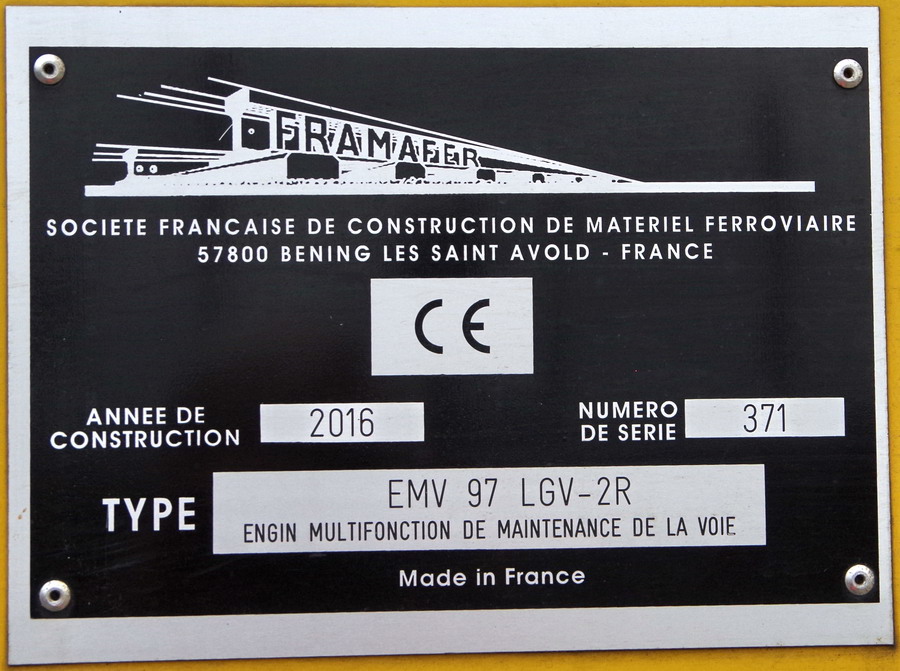 FRAMAFER
SOCIETE FRANCAISE DE CONSTRUCTION DE MATERIEL FERROVIAIRE
57800 BENING LES SAINT AVOLD - FRANCE
CE
ANNEE DE
CONSTRUCTION
2016
NUMERO
DE SERIE
371
TYPE
EMV 97 LGV-2R
ENGIN MULTIFONCTION DE MAINTENANCE DE LA VOIE
Made in France